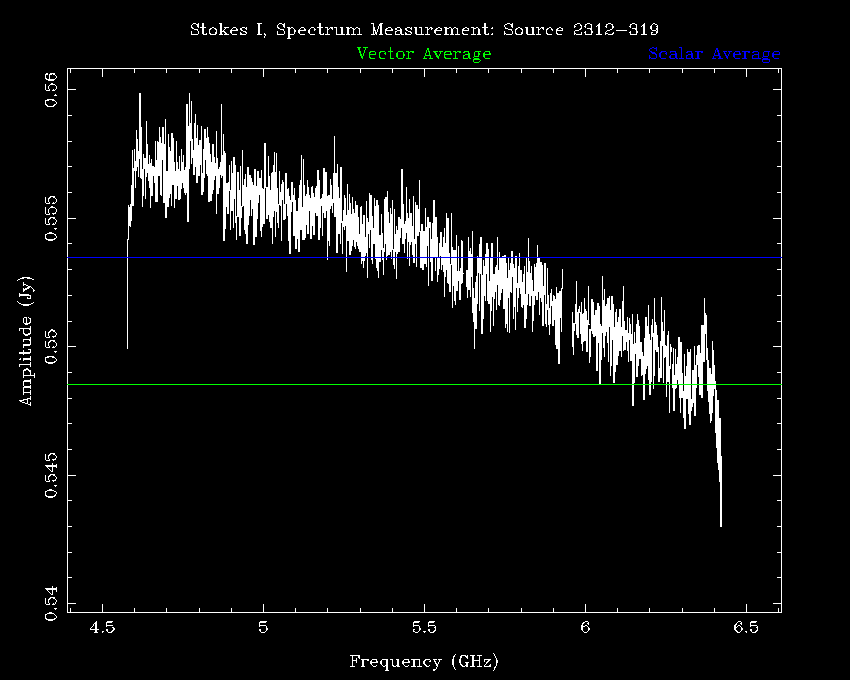 Stokes I, Spectrum Measurement: Source 2312−319
Vector Average Scalar Average
0.56
0.555
0.55
0.545
0.54
Amplitude (Jy)
4.5 5 5.5 6 6.5
Frequency (GHz)